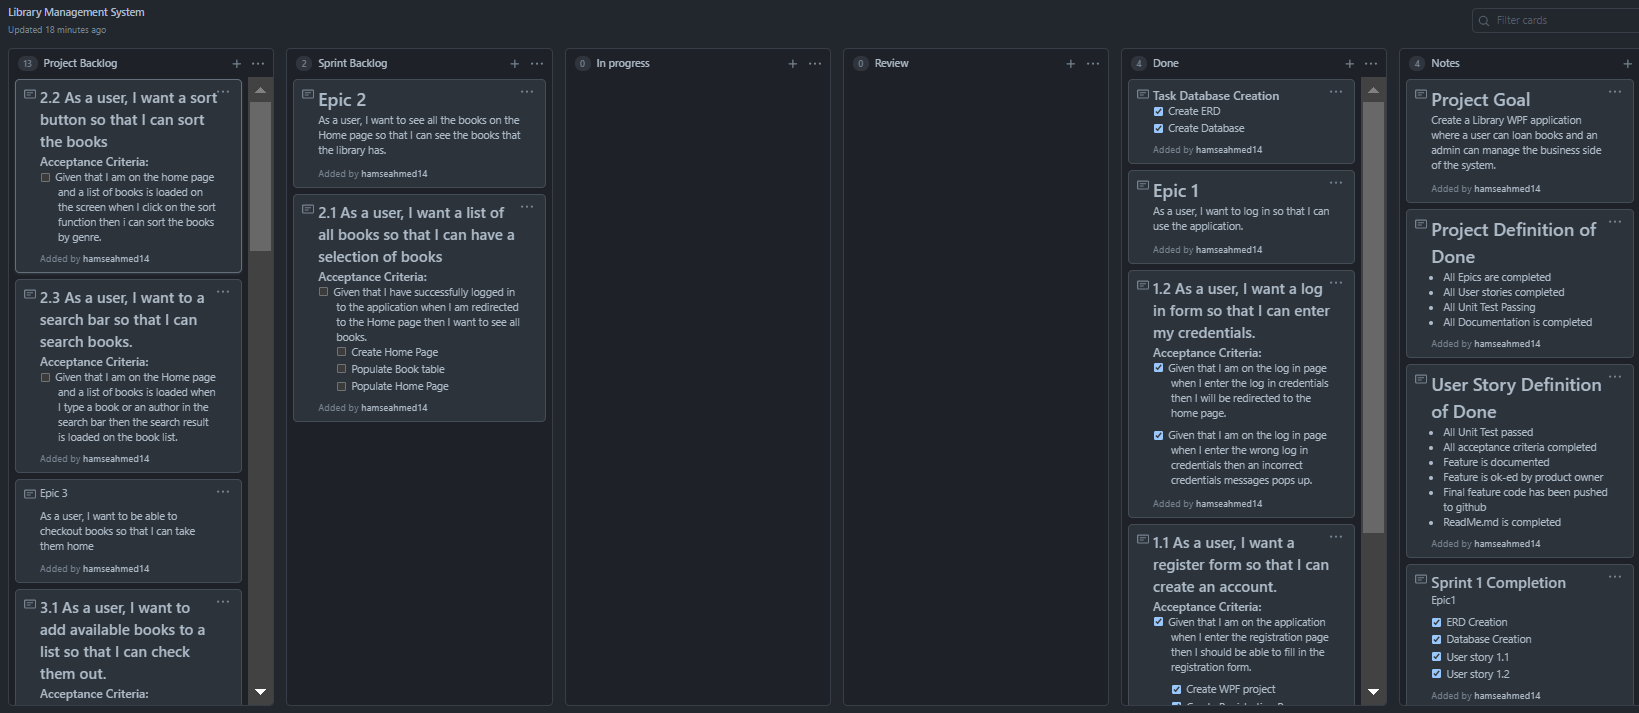 Library Management System
Updated 18 minutes ago
Filter cards
13 Project Backlog
2.2 As a user, I want a sort
button so that I can sort
the books
Acceptance Criteria:
Given that I am on the home page
and a list of books is loaded on
the screen when I click on the sort
function then i can sort the books
by genre.
Added by hamseahmed14
2.3 As a user, I want to a
search bar so that I can
search books.
Acceptance Criteria:
Given that I am on the Home page
and a list of books is loaded when
I type a book or an author in the
search bar then the search result
is loaded on the book list.
Added by hamseahmed14
Epic 3
As a user, I want to be able to
checkout books so that I can take
them home
Added by hamseahmed14
3.1 As a user, I want to
add available books to a
list so that I can check
them out.
Acceptance Criteria:
2 Sprint Backlog
Epic 2
As a user, I want to see all the books on the
Home page so that I can see the books that
the library has.
Added by hamseahmed14
2.1 As a user, I want a list of
all books so that I can have a
selection of books
Acceptance Criteria:
Given that I have successfully logged in
to the application when I am redirected
to the Home page then I want to see all
books.
Create Home Page
Populate Book table
Populate Home Page
Added by hamseahmed14
0 In progress
0 Review
4 Done
Task Database Creation
Create ERD
Create Database
Added by hamseahmed14
Epic 1
As a user, I want to log in so that I can
use the application.
Added by hamseahmed14
1.2 As a user, I want a log
in form so that I can enter
my credentials.
Acceptance Criteria:
Given that I am on the log in page
when I enter the log in credentials
then I will be redirected to the
home page.
Given that I am on the log in page
when I enter the wrong log in
credentials then an incorrect
credentials messages pops up.
Added by hamseahmed14
1.1 As a user, I want a
register form so that I can
create an account.
Acceptance Criteria:
Given that I am on the application
when I enter the registration page
then I should be able to fill in the
registration form.
Create WPF project
4 Notes
Project Goal
Create a Library WPF application
where a user can loan books and an
admin can manage the business side
of the system.
Added by hamseahmed14
Project Definition of
Done
All Epics are completed
All User stories completed
All Unit Test Passing
All Documentation is completed
Added by hamseahmed14
User Story Definition
of Done
All Unit Test passed
All acceptance criteria completed
Feature is documented
Feature is ok-ed by product owner
Final feature code has been pushed
to github
ReadMe.md is completed
Added by hamseahmed14
Sprint 1 Completion
Epic1
ERD Creation
Database Creation
User story 1.1
User story 1.2
Added by hamseahmed14